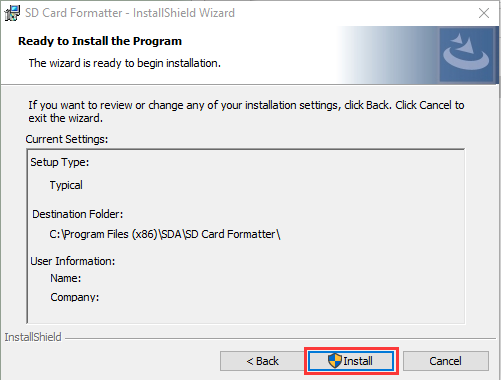 SD Card Formatter - InstallShield Wizard
Ready to Install the Program
The wizard is ready to begin installation.
If you want to review or change any of your installation settings, click Back. Click Cancel to
exit the wizard.
Current Settings:
Setup Type:
Typical
Destination Folder:
C:\Program Files (x86)\SDA\SD Card Formatter\
User Information:
Name:
Company:
InstallShield
< Back
Install
Cancel